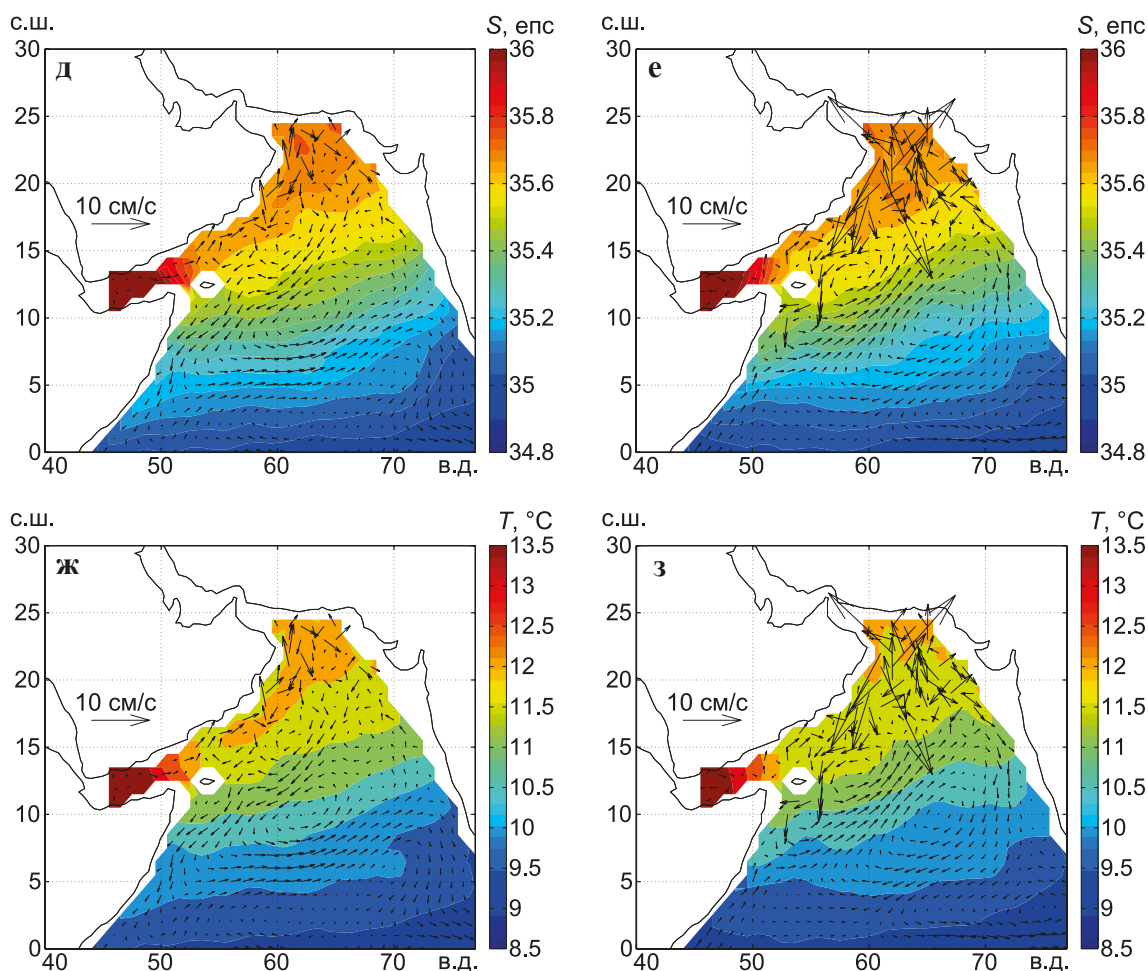 с.ш. S, епс с.ш. S, епс
30 д 36 30 е 36
25 35.8 25 35.8
20 35.6 20 35.6
10 см/с 10 см/с
15 35.4 15 35.4
10 35.2 10 35.2
5 35 5 35
0 34.8 0 34.8
40 50 60 70 в.д. 40 50 60 70 в.д.
с.ш. T, °C с.ш. T, °C
30 ж 13.5 30 з 13.5
13 13
25 12.5 25 12.5
20 12 20 12
11.5 11.5
10 см/с 10 см/с
15 11 15 11
10.5 10.5
10 10 10 10
5 9.5 5 9.5
9 9
0 8.5 0 8.5
40 50 60 70 в.д. 40 50 60 70 в.д.